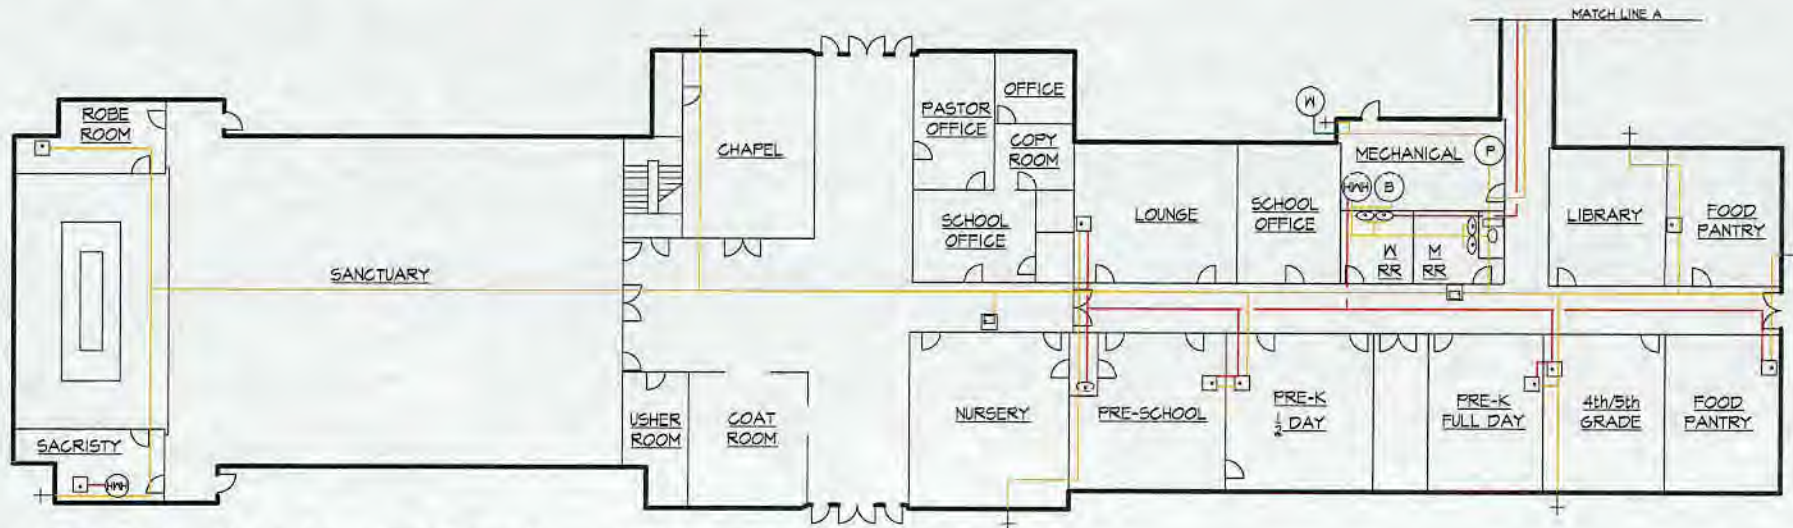 MATCH LINE A
ROBE
ROOM
SANCTUARY
SACRISTY
HWH
CHAPEL
USHER
ROOM
COAT
ROOM
PASTOR
OFFICE
OFFICE
COPY
ROOM
SCHOOL
OFFICE
NURSERY
LOUNGE
SCHOOL
OFFICE
M
MECHANICAL
P
HWH
B
W
RR
M
RR
LIBRARY
FOOD
PANTRY
PRE-SCHOOL
PRE-K
1/2 DAY
PRE-K
FULL DAY
4th/5th
GRADE
FOOD
PANTRY